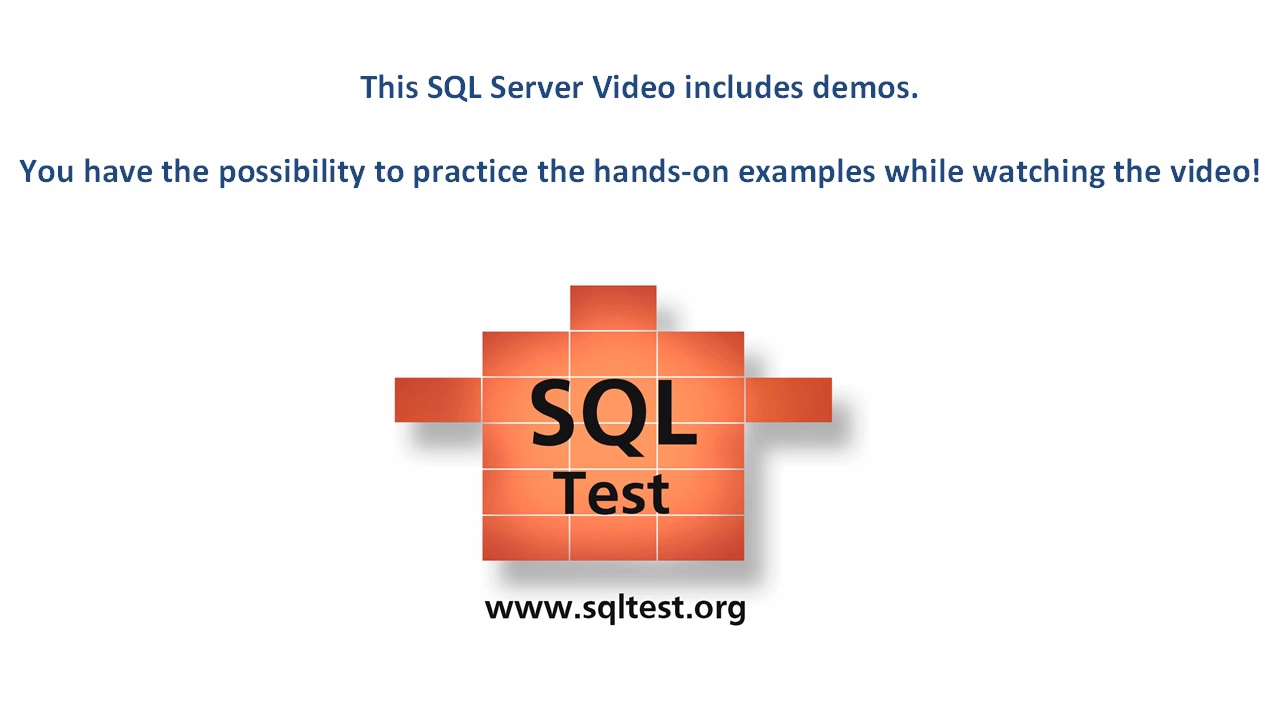 This SQL Server Video includes demos.
You have the possibility to practice the hands-on examples while watching the video!
SQL
Test
www.sqltest.org